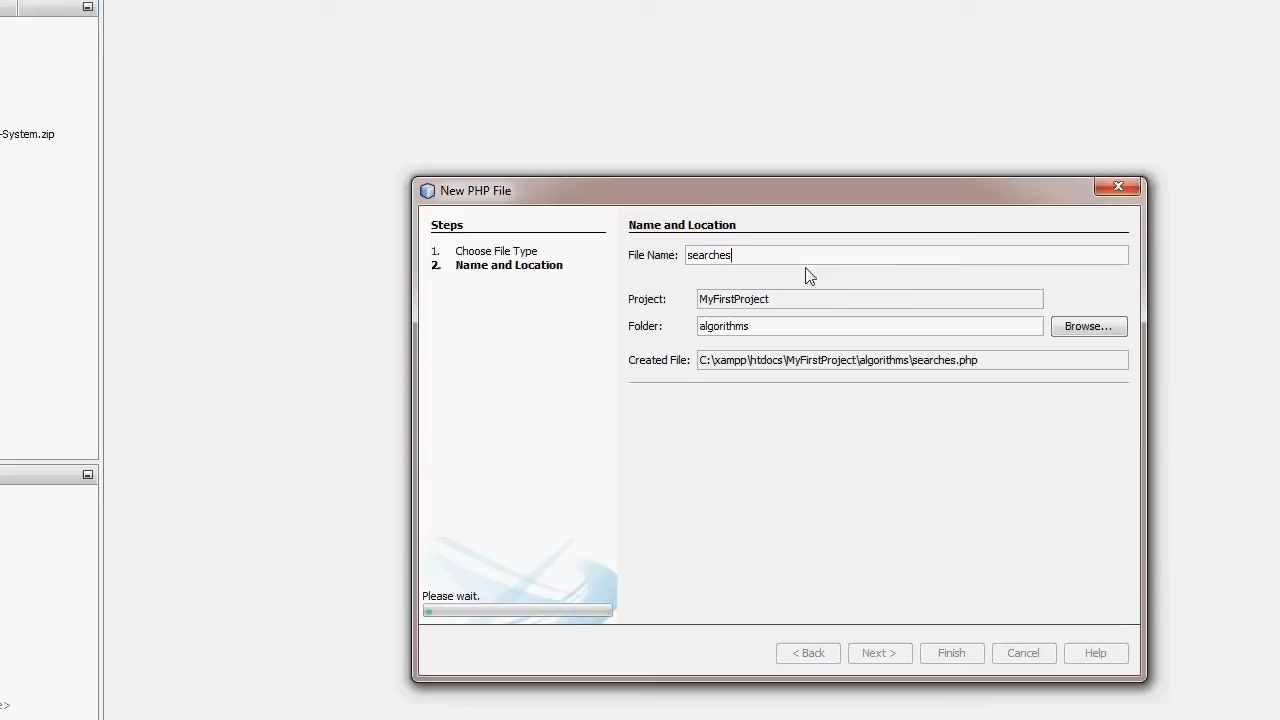 -System.zip
New PHP File
Steps
1. Choose File Type
2. Name and Location
Name and Location
File Name: searches
Project: MyFirstProject
Folder: algorithms Browse...
Created File: C:\xampp\htdocs\MyFirstProject\algorithms\searches.php
Please wait.
< Back Next > Finish Cancel Help
e>